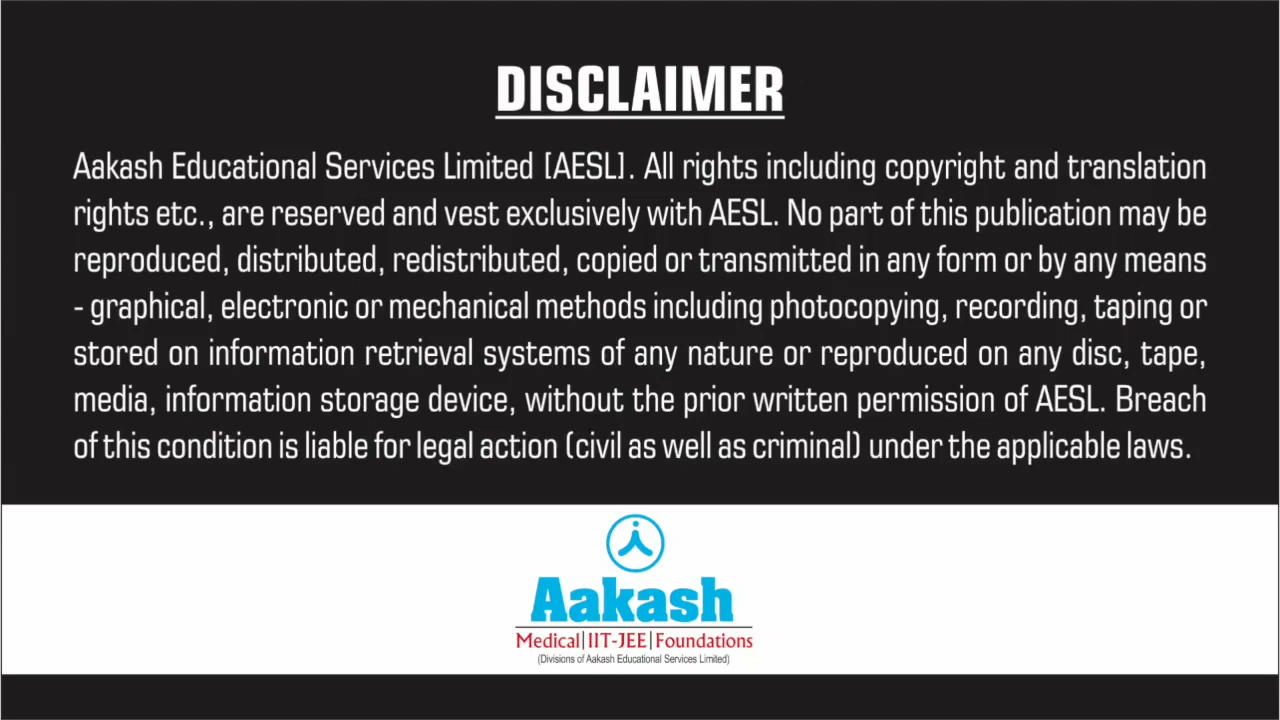 DISCLAIMER
Aakash Educational Services Limited [AESL]. All rights including copyright and translation
rights etc., are reserved and vest exclusively with AESL. No part of this publication may be
reproduced, distributed, redistributed, copied or transmitted in any form or by any means
- graphical, electronic or mechanical methods including photocopying, recording, taping or
stored on information retrieval systems of any nature or reproduced on any disc, tape,
media, information storage device, without the prior written permission of AESL. Breach
of this condition is liable for legal action (civil as well as criminal) under the applicable laws.
Aakash
Medical|IIT-JEE|Foundations
(Divisions of Aakash Educational Services Limited)